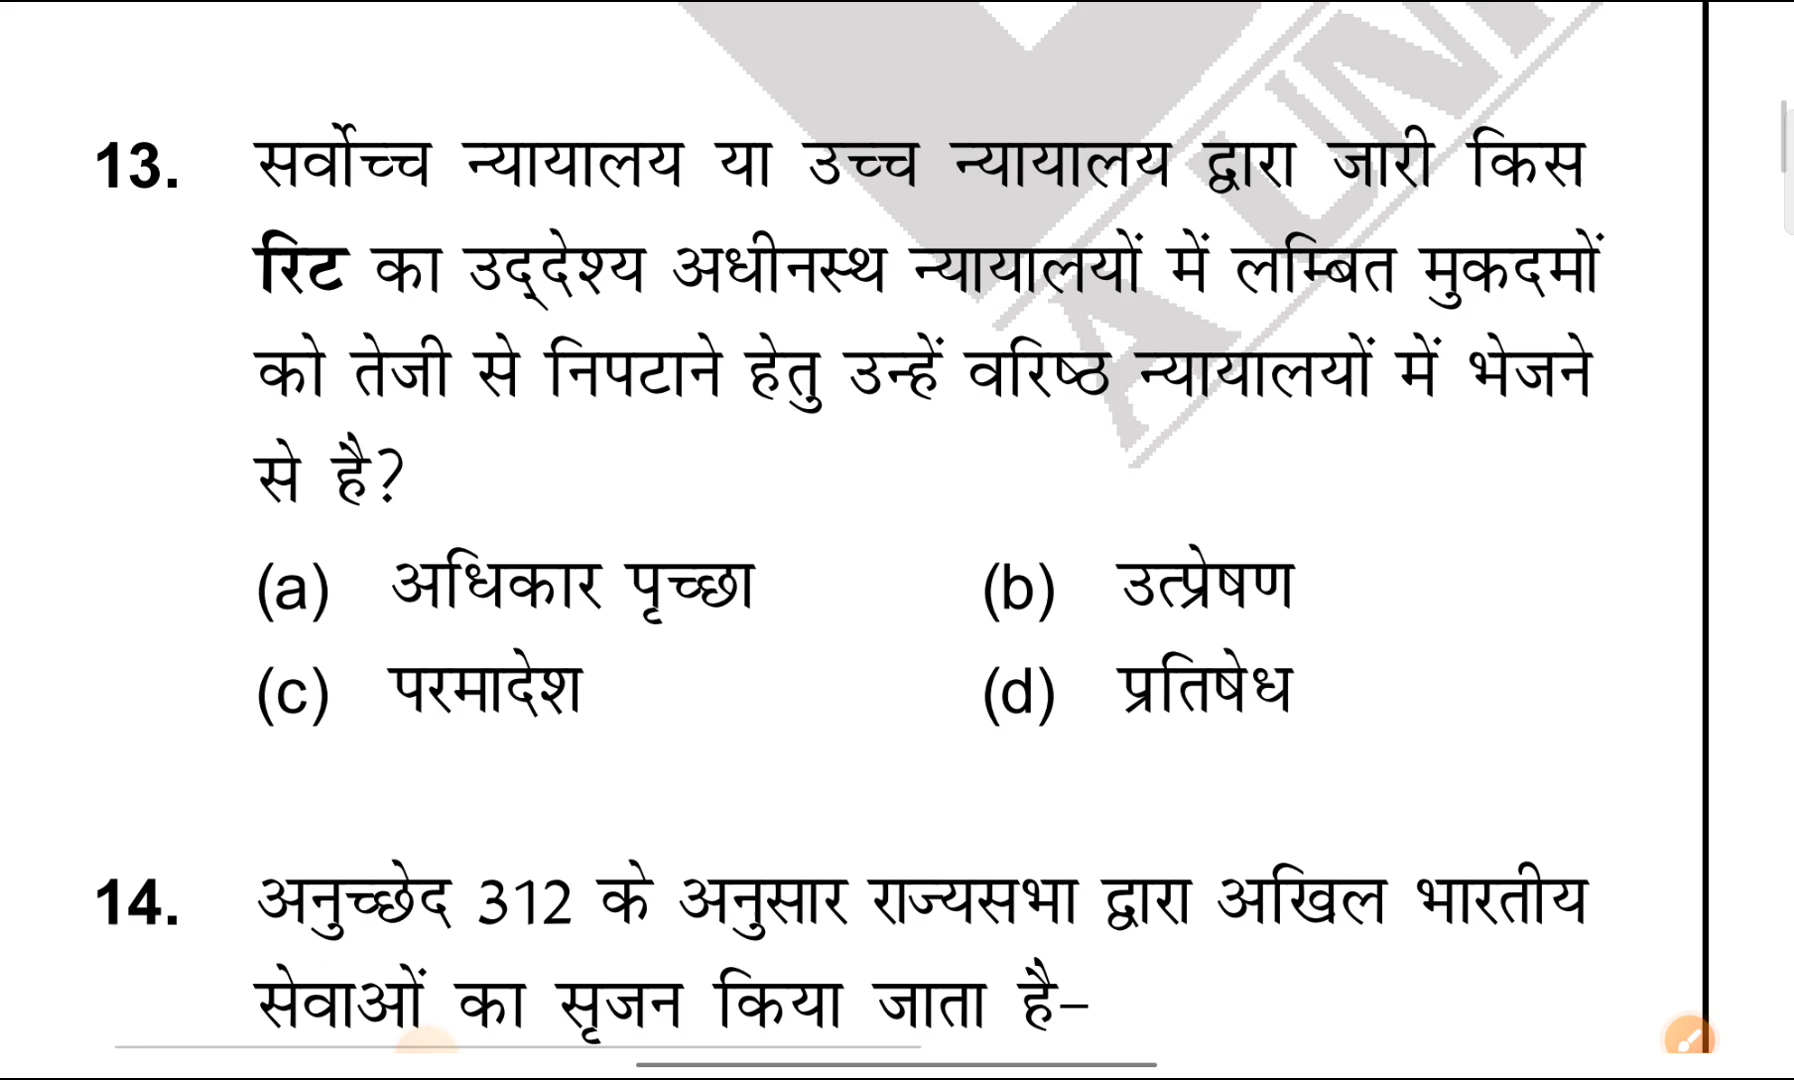 13. सर्वोच्च न्यायालय या उच्च न्यायालय द्वारा जारी किस
रिट का उद्देश्य अधीनस्थ न्यायालयों में लम्बित मुकदमों
को तेजी से निपटाने हेतु उन्हें वरिष्ठ न्यायालयों में भेजने
से है?
(a) अधिकार पृच्छा (b) उत्प्रेषण
(c) परमादेश (d) प्रतिषेध
14. अनुच्छेद 312 के अनुसार राज्यसभा द्वारा अखिल भारतीय
सेवाओं का सृजन किया जाता है–